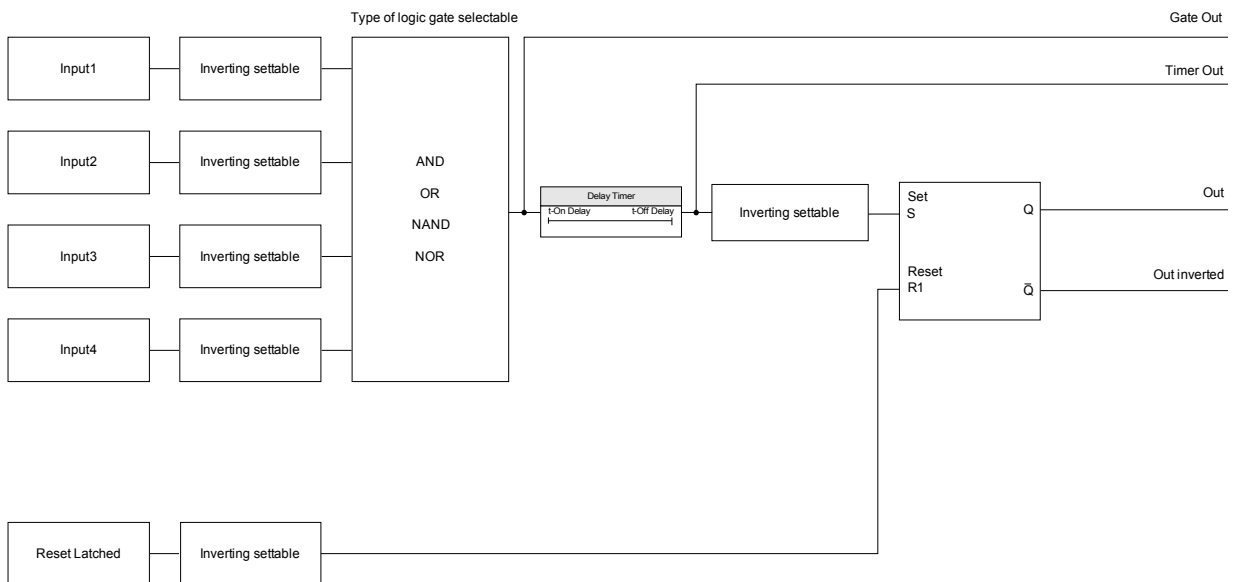 Type of logic gate selectable
Gate Out
Input1
Inverting settable
Timer Out
Input2
Inverting settable
AND
OR
NAND
NOR
Delay Timer
t-On Delay
t-Off Delay
Inverting settable
Set
S
Q
Out
Input3
Inverting settable
Reset
R1
Q̄
Out inverted
Input4
Inverting settable
Reset Latched
Inverting settable